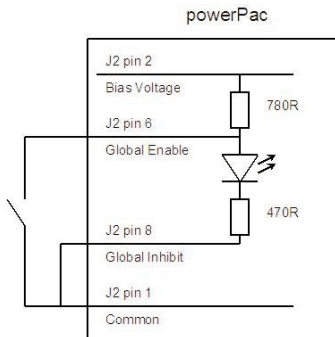 powerPac
J2 pin 2
Bias Voltage
780R
J2 pin 6
Global Enable
470R
J2 pin 8
Global Inhibit
J2 pin 1
Common